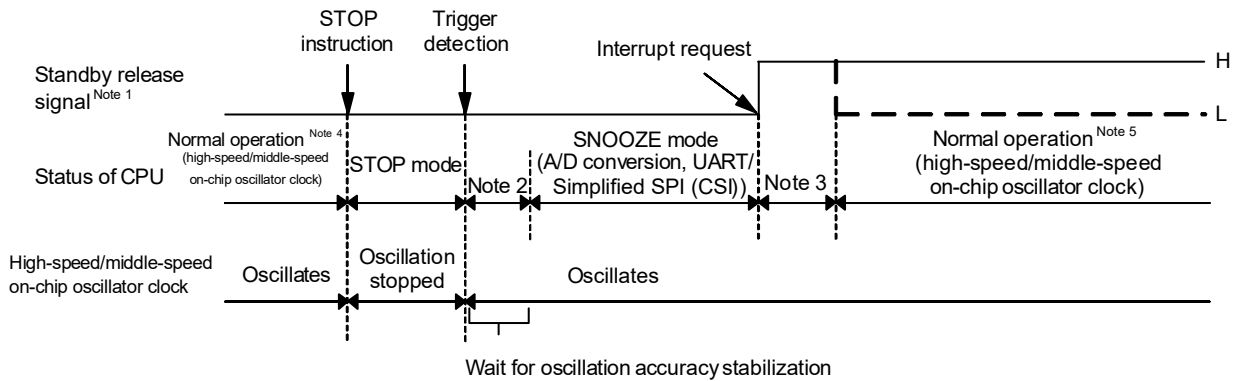 STOP
instruction
Trigger
detection
Interrupt request
H
Standby release
signal Note 1
L
Normal operation Note 4
(high-speed/middle-speed
on-chip oscillator clock)
STOP mode
Note 2
SNOOZE mode
(A/D conversion, UART/
Simplified SPI (CSI))
Note 3
Normal operation Note 5
(high-speed/middle-speed
on-chip oscillator clock)
Status of CPU
High-speed/middle-speed
on-chip oscillator clock
Oscillates
Oscillation
stopped
Oscillates
Wait for oscillation accuracy stabilization